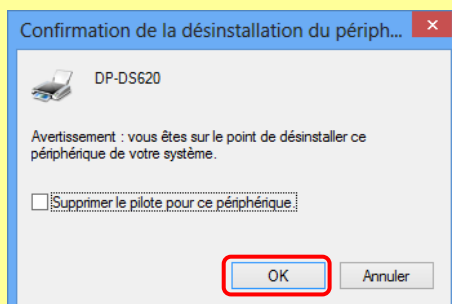 Confirmation de la désinstallation du périph...
DP-DS620
Avertissement : vous êtes sur le point de désinstaller ce
périphérique de votre système.
Supprimer le pilote pour ce périphérique.
OK
Annuler